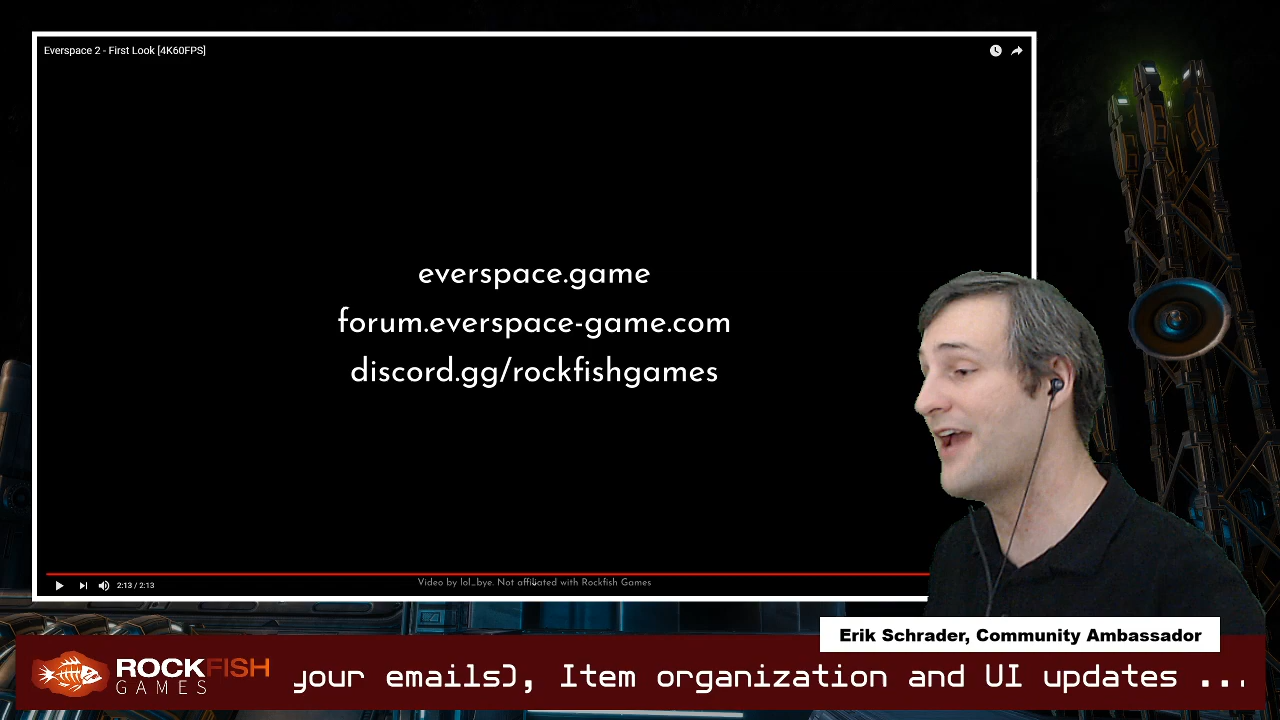 Everspace 2 - First Look [4K60FPS]
everspace.game
forum.everspace-game.com
discord.gg/rockfishgames
2:13 / 2:13
Video by lol_bye. Not affiliated with Rockfish Games
Erik Schrader, Community Ambassador
ROCKFISH
GAMES
your emails), Item organization and UI updates ...